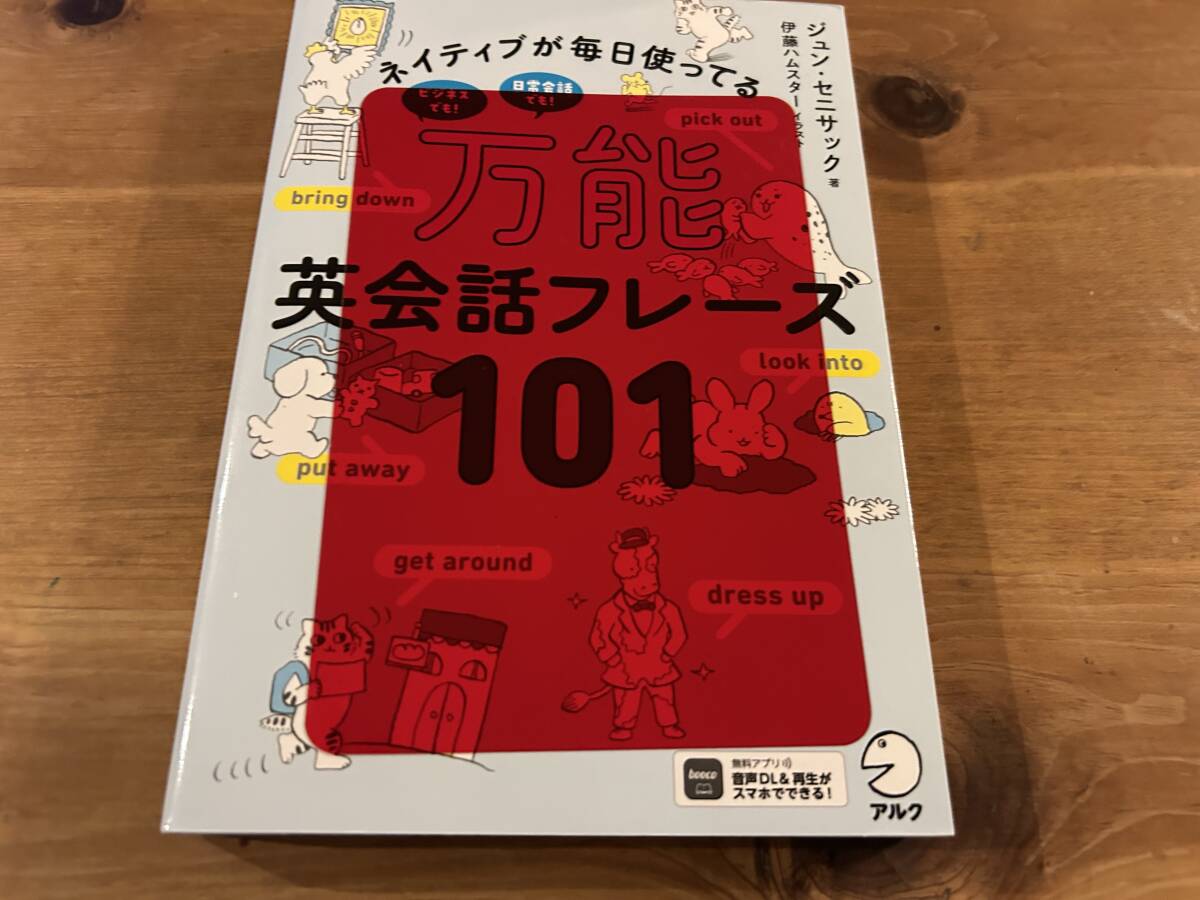 ネイティブが毎日使ってる
ジュン・セニサック 著
伊藤ハムスター イラスト
ビジネス
でも!
日常会話
でも!
pick out
万能
bring down
英会話フレーズ
101
look into
put away
get around
dress up
booco
無料アプリ
音声DL&再生が
スマホでできる!
アルク